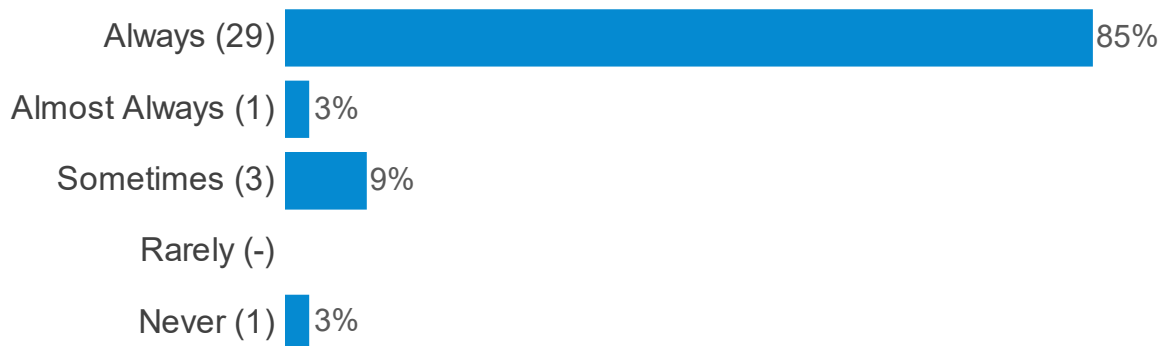 Always (29) 85%
Almost Always (1) 3%
Sometimes (3) 9%
Rarely (-)
Never (1) 3%